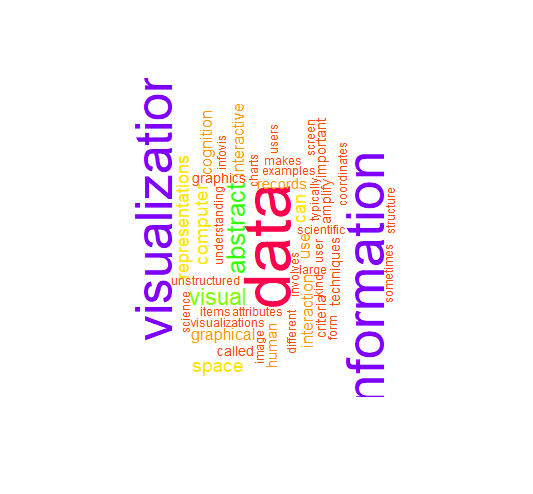 visualization
cognition
interactive
infovis
users
screen
important
charts
makes
examples
coordinates
representations
computer
graphics
records
understanding
abstract
data
can
typically
amplify
information
structure
scientific
use
user
techniques
involves
large
kind
sometimes
unstructured
visual
science
items
attributes
visualizations
graphical
interaction
criteria
form
different
human
image
called
space